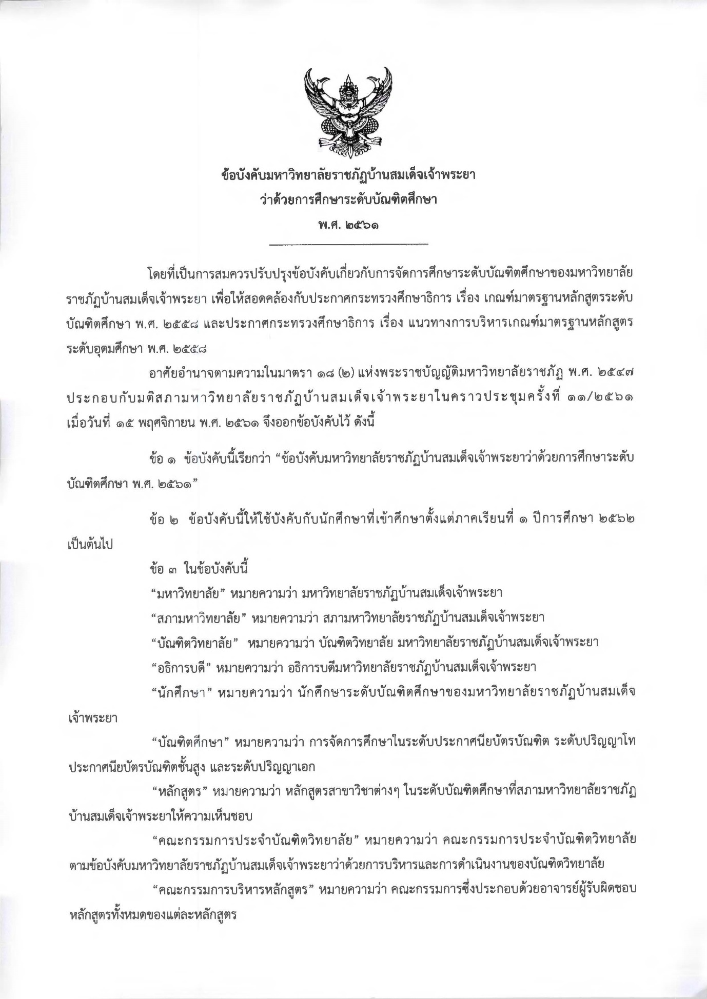 ข้อบังคับมหาวิทยาลัยราชภัฏบ้านสมเด็จเจ้าพระยา
ว่าด้วยการศึกษาระดับบัณฑิตศึกษา
พ.ศ. ๒๕๖๑
โดยที่เป็นการสมควรปรับปรุงข้อบังคับเกี่ยวกับการจัดการศึกษาระดับบัณฑิตศึกษาของมหาวิทยาลัย
ราชภัฏบ้านสมเด็จเจ้าพระยา เพื่อให้สอดคล้องกับประกาศกระทรวงศึกษาธิการ เรื่อง เกณฑ์มาตรฐานหลักสูตรระดับ
บัณฑิตศึกษา พ.ศ. ๒๕๕๘ และประกาศกระทรวงศึกษาธิการ เรื่อง แนวทางการบริหารเกณฑ์มาตรฐานหลักสูตร
ระดับอุดมศึกษา พ.ศ. ๒๕๕๘
อาศัยอำนาจตามความในมาตรา ๑๘ (๒) แห่งพระราชบัญญัติมหาวิทยาลัยราชภัฏ พ.ศ. ๒๕๔๗
ประกอบกับมติสภามหาวิทยาลัยราชภัฏบ้านสมเด็จเจ้าพระยาในคราวประชุมครั้งที่ ๑๑/๒๕๖๑
เมื่อวันที่ ๑๕ พฤศจิกายน พ.ศ. ๒๕๖๑ จึงออกข้อบังคับไว้ ดังนี้
ข้อ ๑ ข้อบังคับนี้เรียกว่า “ข้อบังคับมหาวิทยาลัยราชภัฏบ้านสมเด็จเจ้าพระยาว่าด้วยการศึกษาระดับ
บัณฑิตศึกษา พ.ศ. ๒๕๖๑”
ข้อ ๒ ข้อบังคับนี้ให้ใช้บังคับกับนักศึกษาที่เข้าศึกษาตั้งแต่ภาคเรียนที่ ๑ ปีการศึกษา ๒๕๖๒
เป็นต้นไป
ข้อ ๓ ในข้อบังคับนี้
“มหาวิทยาลัย” หมายความว่า มหาวิทยาลัยราชภัฏบ้านสมเด็จเจ้าพระยา
“สภามหาวิทยาลัย” หมายความว่า สภามหาวิทยาลัยราชภัฏบ้านสมเด็จเจ้าพระยา
“บัณฑิตวิทยาลัย” หมายความว่า บัณฑิตวิทยาลัย มหาวิทยาลัยราชภัฏบ้านสมเด็จเจ้าพระยา
“อธิการบดี” หมายความว่า อธิการบดีมหาวิทยาลัยราชภัฏบ้านสมเด็จเจ้าพระยา
“นักศึกษา” หมายความว่า นักศึกษาระดับบัณฑิตศึกษาของมหาวิทยาลัยราชภัฏบ้านสมเด็จ
เจ้าพระยา
“บัณฑิตศึกษา” หมายความว่า การจัดการศึกษาในระดับประกาศนียบัตรบัณฑิต ระดับปริญญาโท
ประกาศนียบัตรบัณฑิตชั้นสูง และระดับปริญญาเอก
“หลักสูตร” หมายความว่า หลักสูตรสาขาวิชาต่างๆ ในระดับบัณฑิตศึกษาที่สภามหาวิทยาลัยราชภัฏ
บ้านสมเด็จเจ้าพระยาให้ความเห็นชอบ
“คณะกรรมการประจำบัณฑิตวิทยาลัย” หมายความว่า คณะกรรมการประจำบัณฑิตวิทยาลัย
ตามข้อบังคับมหาวิทยาลัยราชภัฏบ้านสมเด็จเจ้าพระยาว่าด้วยการบริหารและการดำเนินงานของบัณฑิตวิทยาลัย
“คณะกรรมการบริหารหลักสูตร” หมายความว่า คณะกรรมการซึ่งประกอบด้วยอาจารย์ผู้รับผิดชอบ
หลักสูตรทั้งหมดของแต่ละหลักสูตร